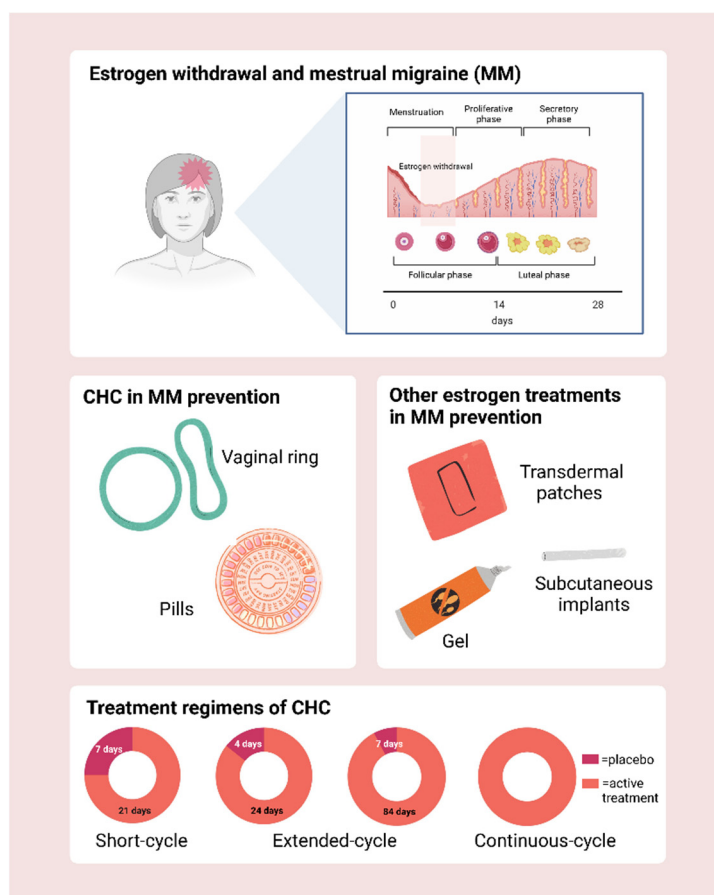 Estrogen withdrawal and mestrual migraine (MM)
Menstruation
Proliferative
phase
Secretory
phase
Estrogen withdrawal
Follicular phase
Luteal phase
0
14
28
days
CHC in MM prevention
Vaginal ring
Pills
Other estrogen treatments
in MM prevention
Transdermal
patches
Subcutaneous
implants
Gel
Treatment regimens of CHC
7 days
21 days
4 days
24 days
7 days
84 days
=placebo
=active
treatment
Short-cycle
Extended-cycle
Continuous-cycle